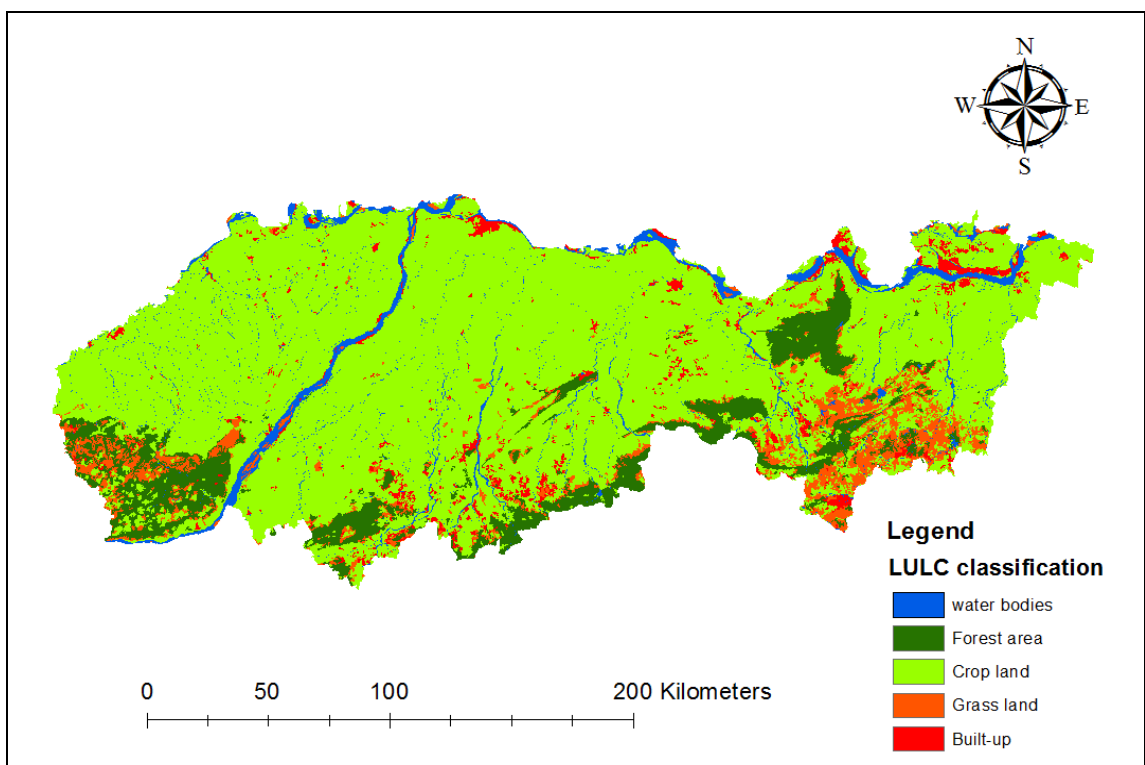 N
W E
S
Legend
LULC classification
water bodies
Forest area
Crop land
Grass land
Built-up
0 50 100 200 Kilometers